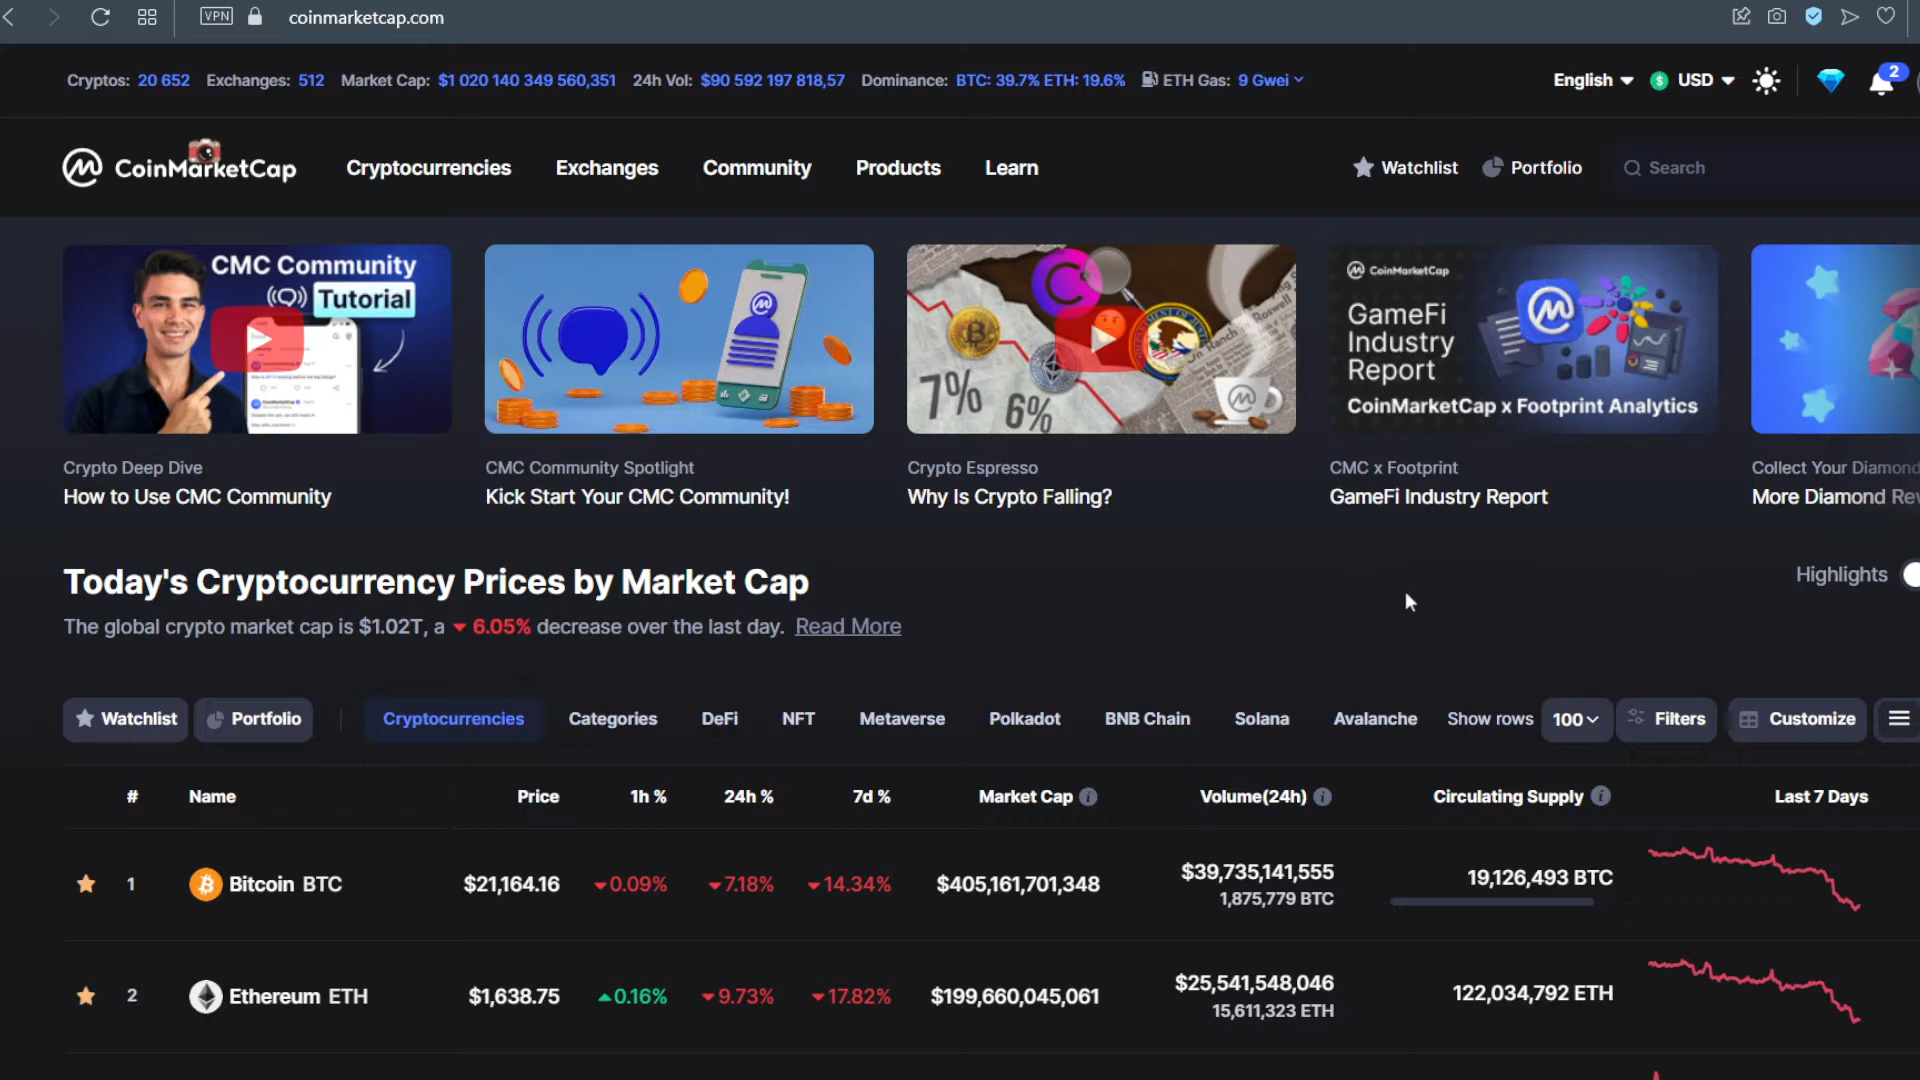 VPN coinmarketcap.com
Cryptos: 20 652 Exchanges: 512 Market Cap: $1 020 140 349 560,351 24h Vol: $90 592 197 818,57 Dominance: BTC: 39.7% ETH: 19.6% ETH Gas: 9 Gwei English USD 2
CoinMarketCap Cryptocurrencies Exchanges Community Products Learn Watchlist Portfolio Search
CMC Community
Tutorial
7%
6%
CoinMarketCap
GameFi
Industry
Report
CoinMarketCap x Footprint Analytics
Crypto Deep Dive
How to Use CMC Community
CMC Community Spotlight
Kick Start Your CMC Community!
Crypto Espresso
Why Is Crypto Falling?
CMC x Footprint
GameFi Industry Report
Collect Your Diamond
More Diamond Re
Today's Cryptocurrency Prices by Market Cap
Highlights
The global crypto market cap is $1.02T, a 6.05% decrease over the last day. Read More
Watchlist Portfolio Cryptocurrencies Categories DeFi NFT Metaverse Polkadot BNB Chain Solana Avalanche Show rows 100 Filters Customize
# Name Price 1h % 24h % 7d % Market Cap Volume(24h) Circulating Supply Last 7 Days
1 Bitcoin BTC $21,164.16 0.09% 7.18% 14.34% $405,161,701,348 $39,735,141,555 19,126,493 BTC
1,875,779 BTC
2 Ethereum ETH $1,638.75 0.16% 9.73% 17.82% $199,660,045,061 $25,541,548,046 122,034,792 ETH
15,611,323 ETH